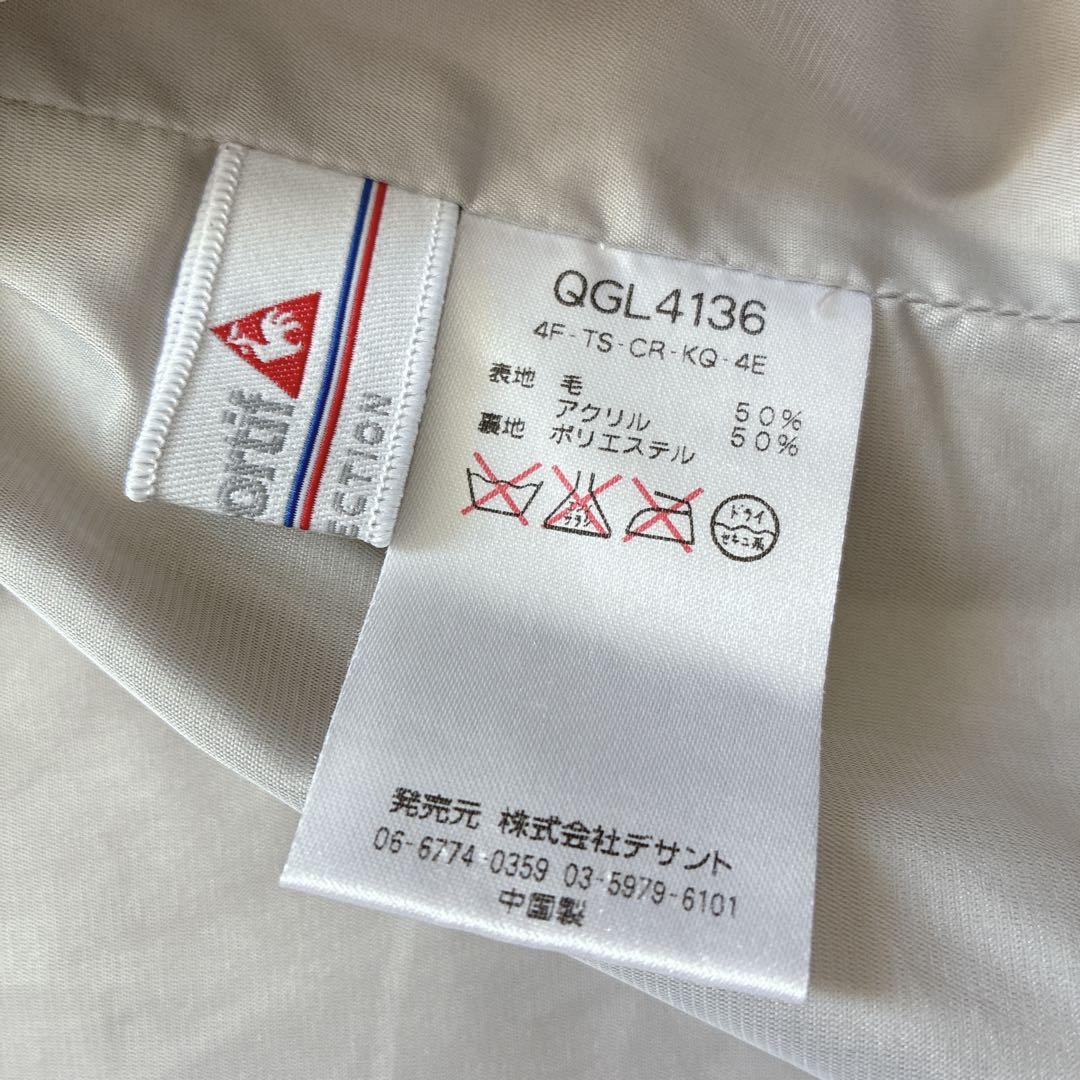 ortif
ECTION
QGL4136
4F-TS-CR-KQ-4E
表地 毛 50%
アクリル 50%
裏地 ポリエステル
ドライ
セキユ系
発売元 株式会社デサント
06-6774-0359 03-5979-6101
中国製